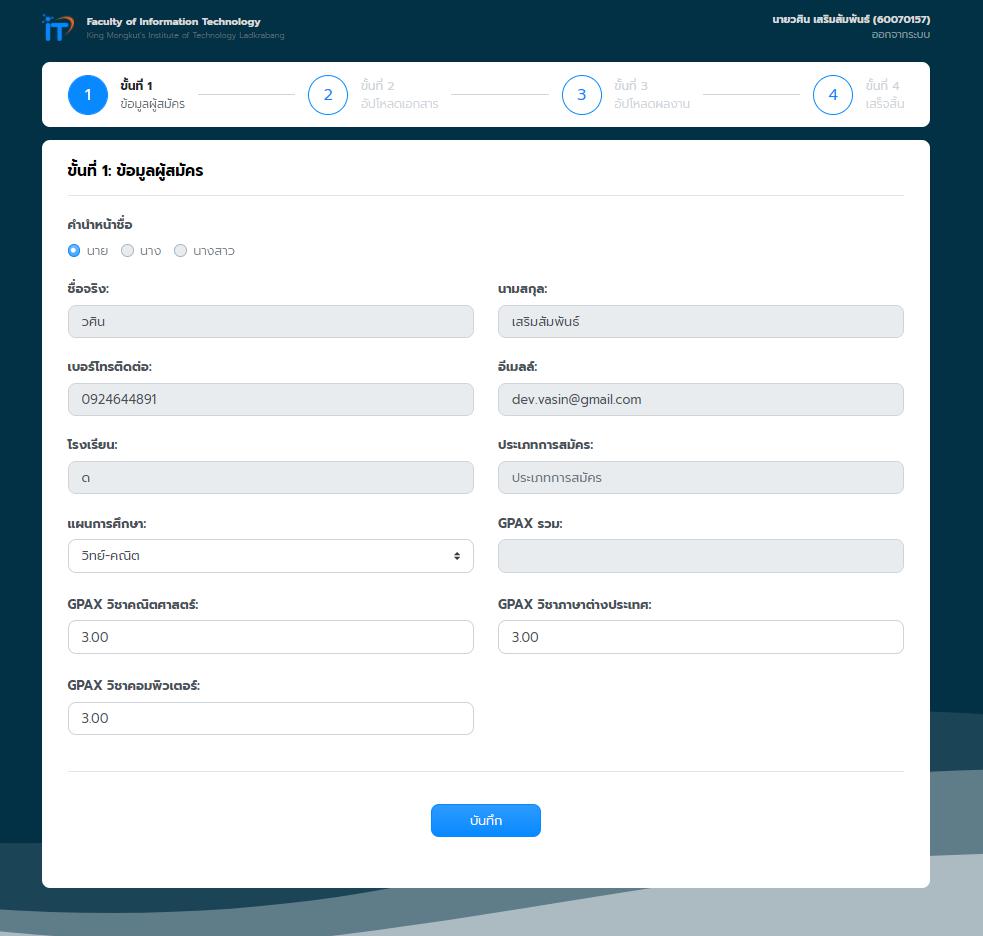 iT
Faculty of Information Technology
King Mongkut's Institute of Technology Ladkrabang
นายวศิน เสริมสัมพันธ์ (60070157)
ออกจากระบบ
1
ขั้นที่ 1
ข้อมูลผู้สมัคร
2
ขั้นที่ 2
อัปโหลดเอกสาร
3
ขั้นที่ 3
อัปโหลดผลงาน
4
ขั้นที่ 4
เสร็จสิ้น
ขั้นที่ 1: ข้อมูลผู้สมัคร
คำนำหน้าชื่อ
นาย นาง นางสาว
ชื่อจริง:
วศิน
นามสกุล:
เสริมสัมพันธ์
เบอร์โทรติดต่อ:
0924644891
อีเมลล์:
dev.vasin@gmail.com
โรงเรียน:
ด
ประเภทการสมัคร:
ประเภทการสมัคร
แผนการศึกษา:
วิทย์-คณิต
GPAX รวม:
GPAX วิชาคณิตศาสตร์:
3.00
GPAX วิชาภาษาต่างประเทศ:
3.00
GPAX วิชาคอมพิวเตอร์:
3.00
บันทึก